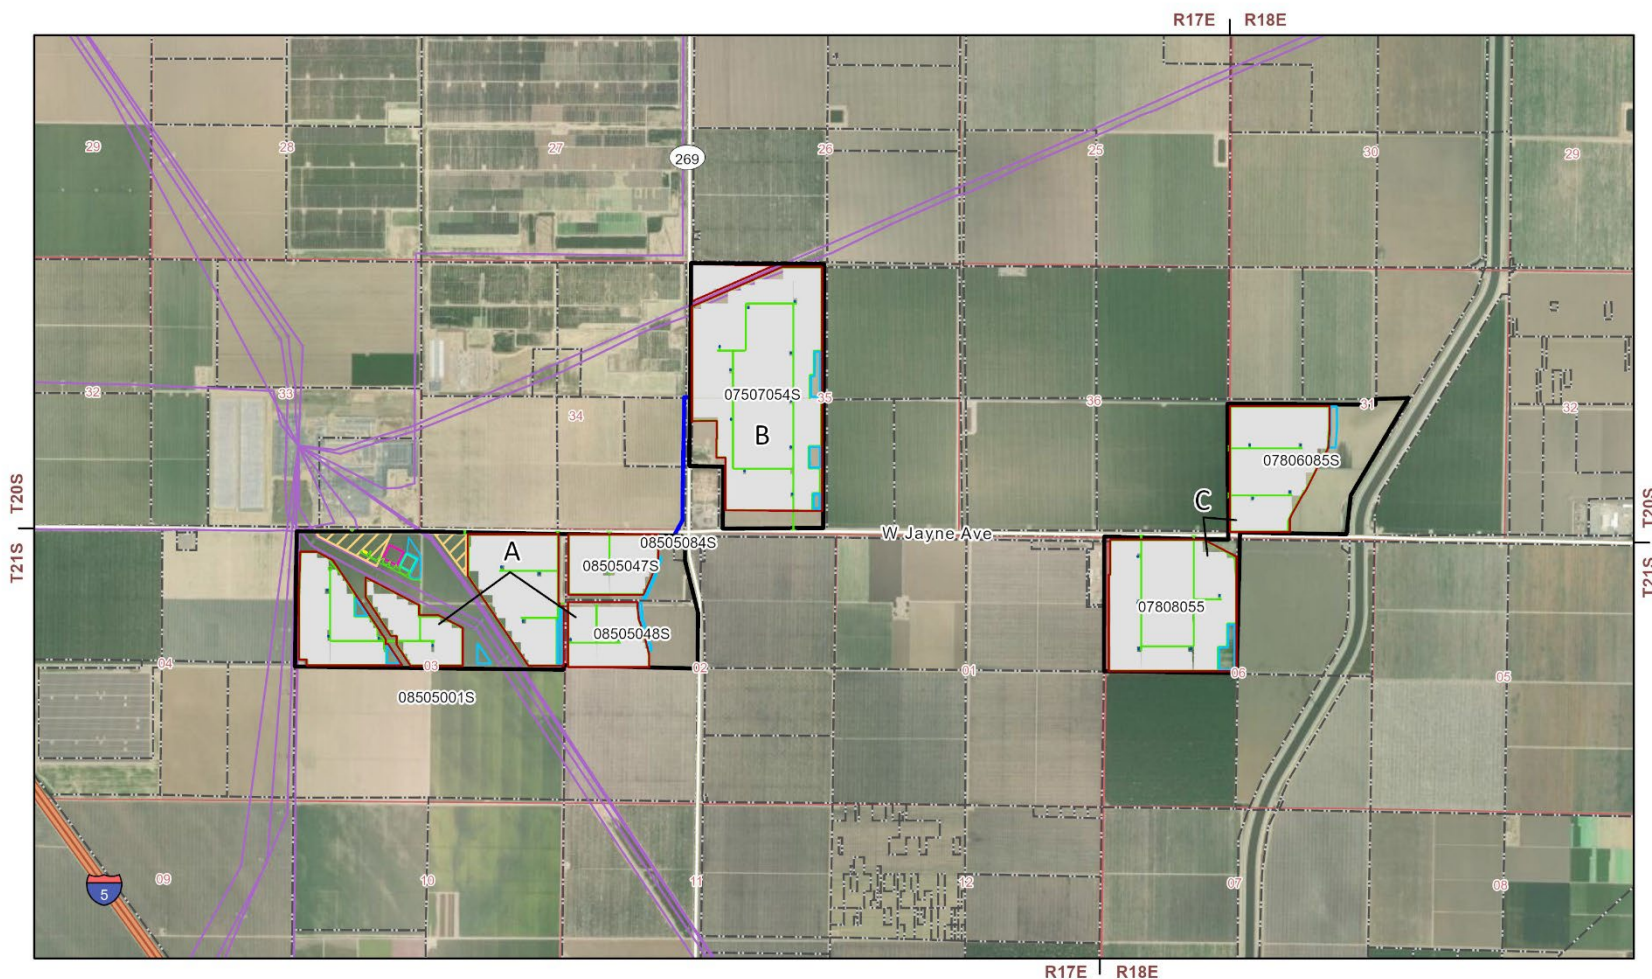 R17E R18E
29 28 27 269 26 25 30 29
32 33 34 07507054S 35 36 31 32
B
07806085S
C
T20S T20S
W Jayne Ave
T21S T21S
08505084S
A 08505047S
08505048S
07808055
04 03 02 01 06 05
08505001S
09 10 11 12 07 08
5
R17E R18E